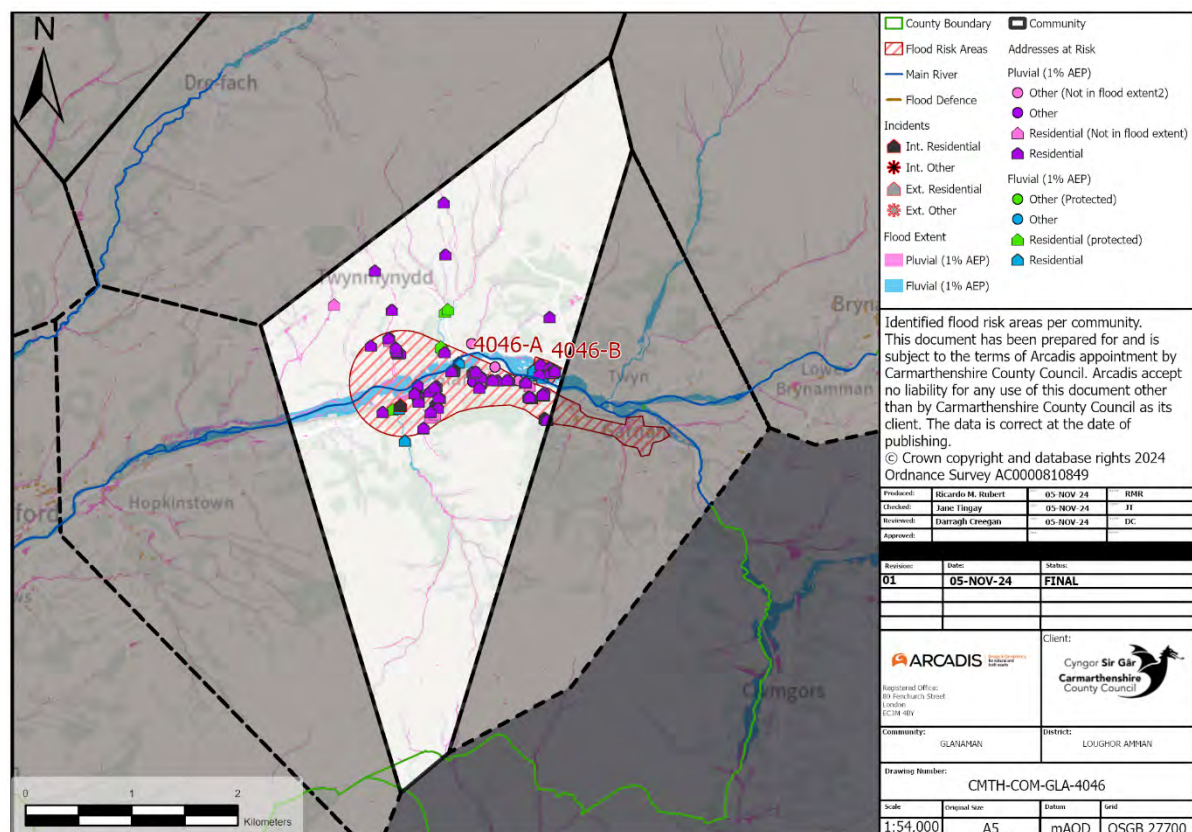 N
Dre-fach
Twynmynydd
4046-A
4046-B
Twyn
Lower
Brynamman
Bryna
Hopkinstown
ford
Cwmgors
0 1 2
Kilometers
County Boundary
Community
Flood Risk Areas
Addresses at Risk
Main River
Pluvial (1% AEP)
Flood Defence
Other (Not in flood extent2)
Other
Residential (Not in flood extent)
Residential
Incidents
Int. Residential
Int. Other
Ext. Residential
Ext. Other
Fluvial (1% AEP)
Other (Protected)
Other
Residential (protected)
Residential
Flood Extent
Pluvial (1% AEP)
Fluvial (1% AEP)
Identified flood risk areas per community.
This document has been prepared for and is
subject to the terms of Arcadis appointment by
Carmarthenshire County Council. Arcadis accept
no liability for any use of this document other
than by Carmarthenshire County Council as its
client. The data is correct at the date of
publishing.
© Crown copyright and database rights 2024
Ordnance Survey AC0000810849
Produced: Ricardo M. Rubert 05-NOV-24 RMR
Checked: Jane Tingay 05-NOV-24 JT
Reviewed: Darragh Creegan 05-NOV-24 DC
Approved:
Revision: Date: Status:
01 05-NOV-24 FINAL
ARCADIS
Registered Office:
80 Fenchurch Street
London
EC3M 4BY
Client:
Cyngor Sir Gâr
Carmarthenshire
County Council
Community: District:
GLANAMAN LOUGHOR AMMAN
Drawing Number:
CMTH-COM-GLA-4046
Scale Original Size Datum Grid
1:54,000 A5 mAOD OSGB 27700